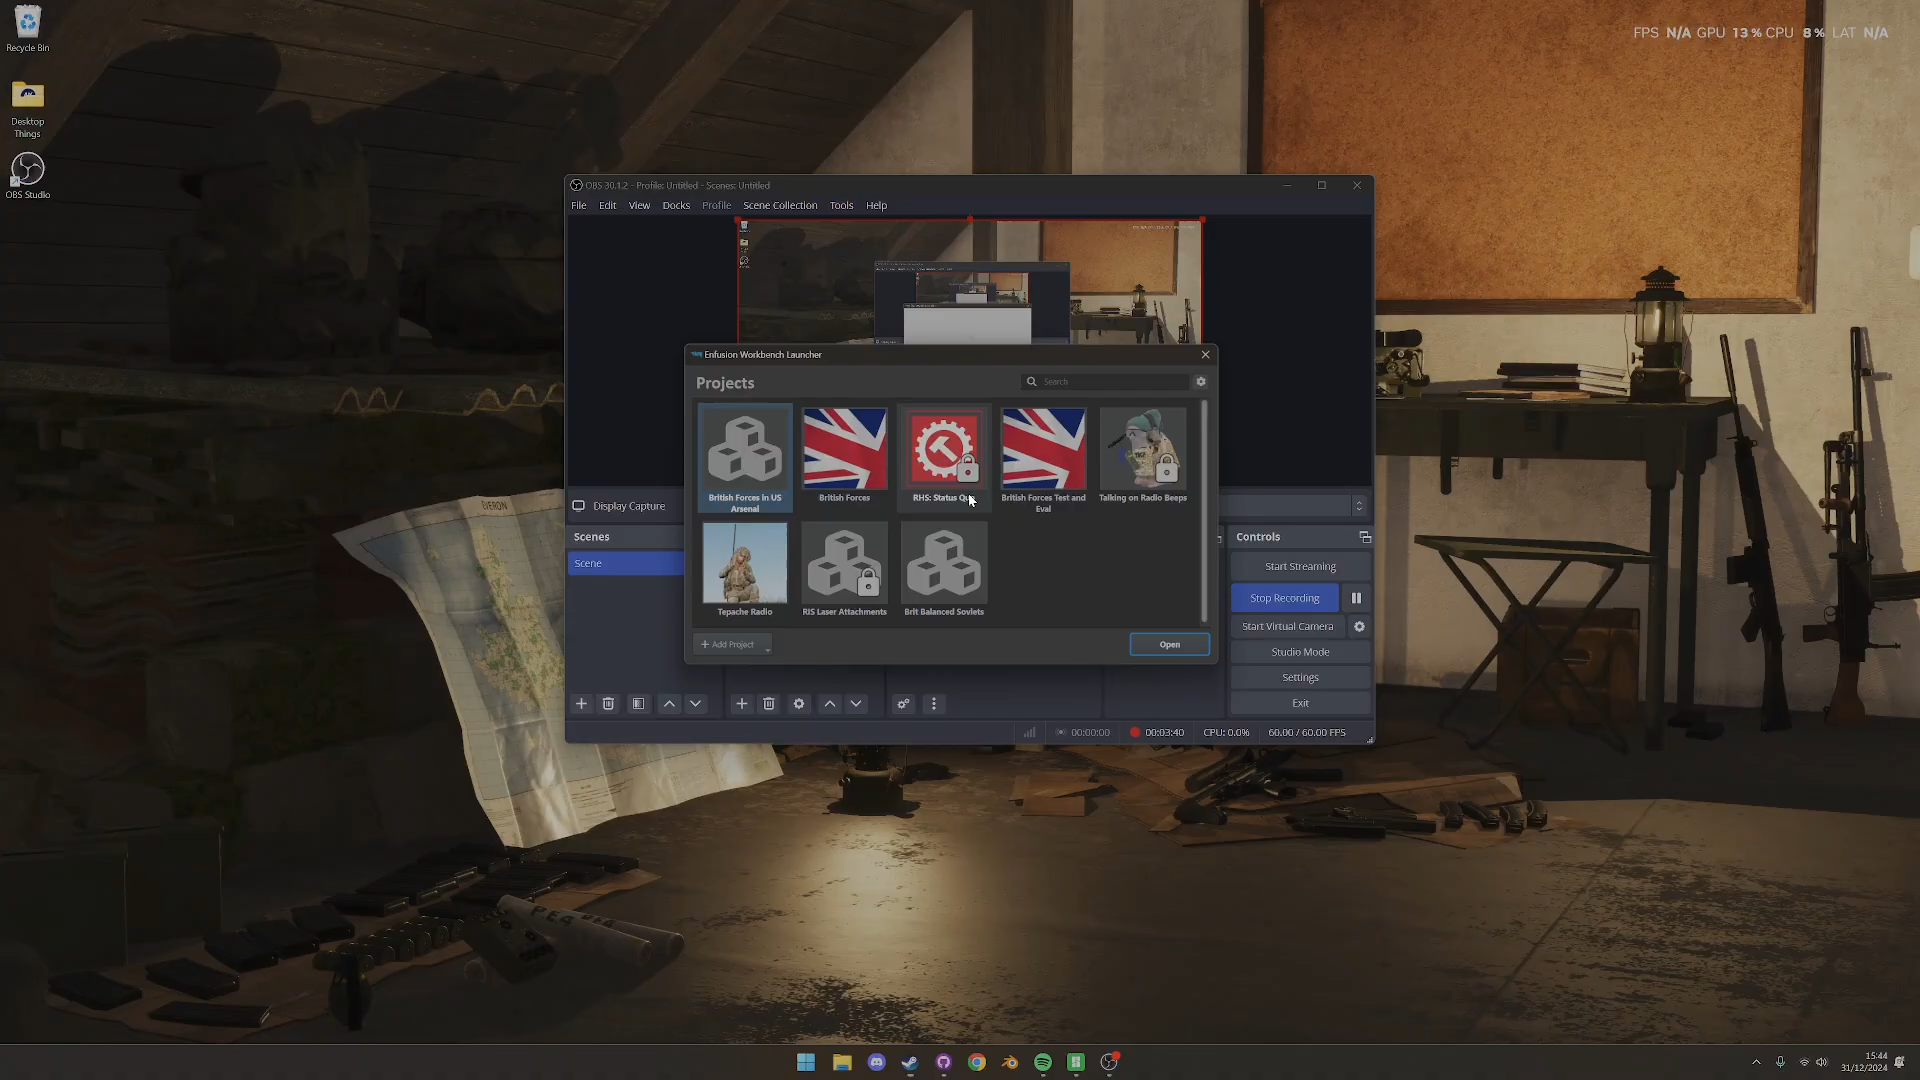 Recycle Bin
FPS N/A GPU 13 % CPU 8 % LAT N/A
Desktop
Things
OBS Studio
OBS 30.1.2 - Profile: Untitled - Scenes: Untitled
File Edit View Docks Profile Scene Collection Tools Help
Enfusion Workbench Launcher
Projects
Search
British Forces in US
Arsenal
British Forces
RHS: Status Quo
British Forces Test and
Eval
Talking on Radio Beeps
Tepache Radio
RIS Laser Attachments
Brit Balanced Soviets
Add Project
Open
Display Capture
Scenes
Scene
Controls
Start Streaming
Stop Recording
Start Virtual Camera
Studio Mode
Settings
Exit
00:00:00
00:03:40
CPU: 0.0%
60.00 / 60.00 FPS
EVERON
15:44
31/12/2024